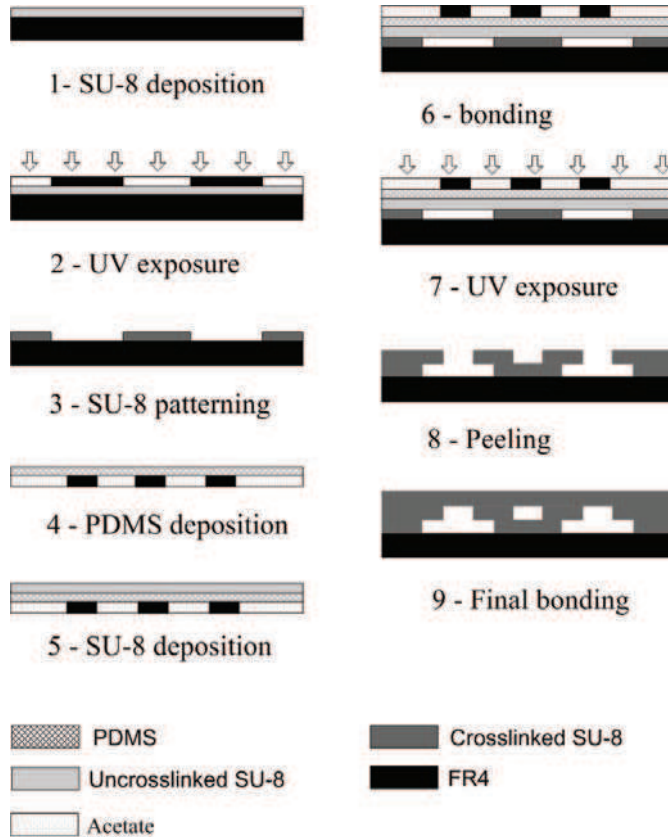 1- SU-8 deposition
2 - UV exposure
3 - SU-8 patterning
4 - PDMS deposition
5 - SU-8 deposition
6 - bonding
7 - UV exposure
8 - Peeling
9 - Final bonding
PDMS
Uncrosslinked SU-8
Acetate
Crosslinked SU-8
FR4